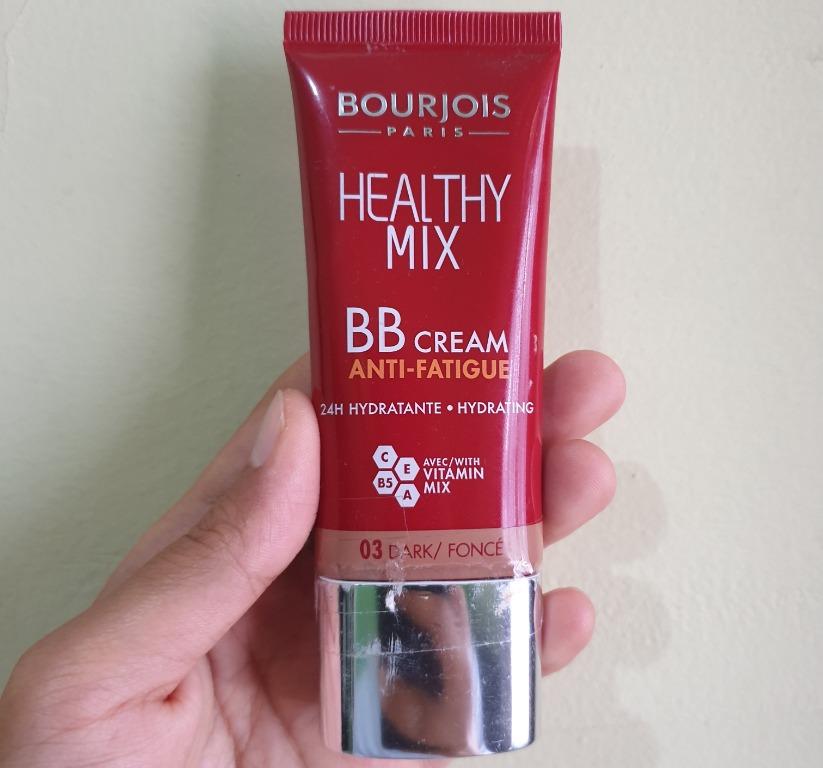 BOURJOIS
PARIS
HEALTHY
MIX
BB CREAM
ANTI-FATIGUE
24H HYDRATANTE • HYDRATING
C
E
B5
A
AVEC/WITH
VITAMIN
MIX
03 DARK/ FONCÉ